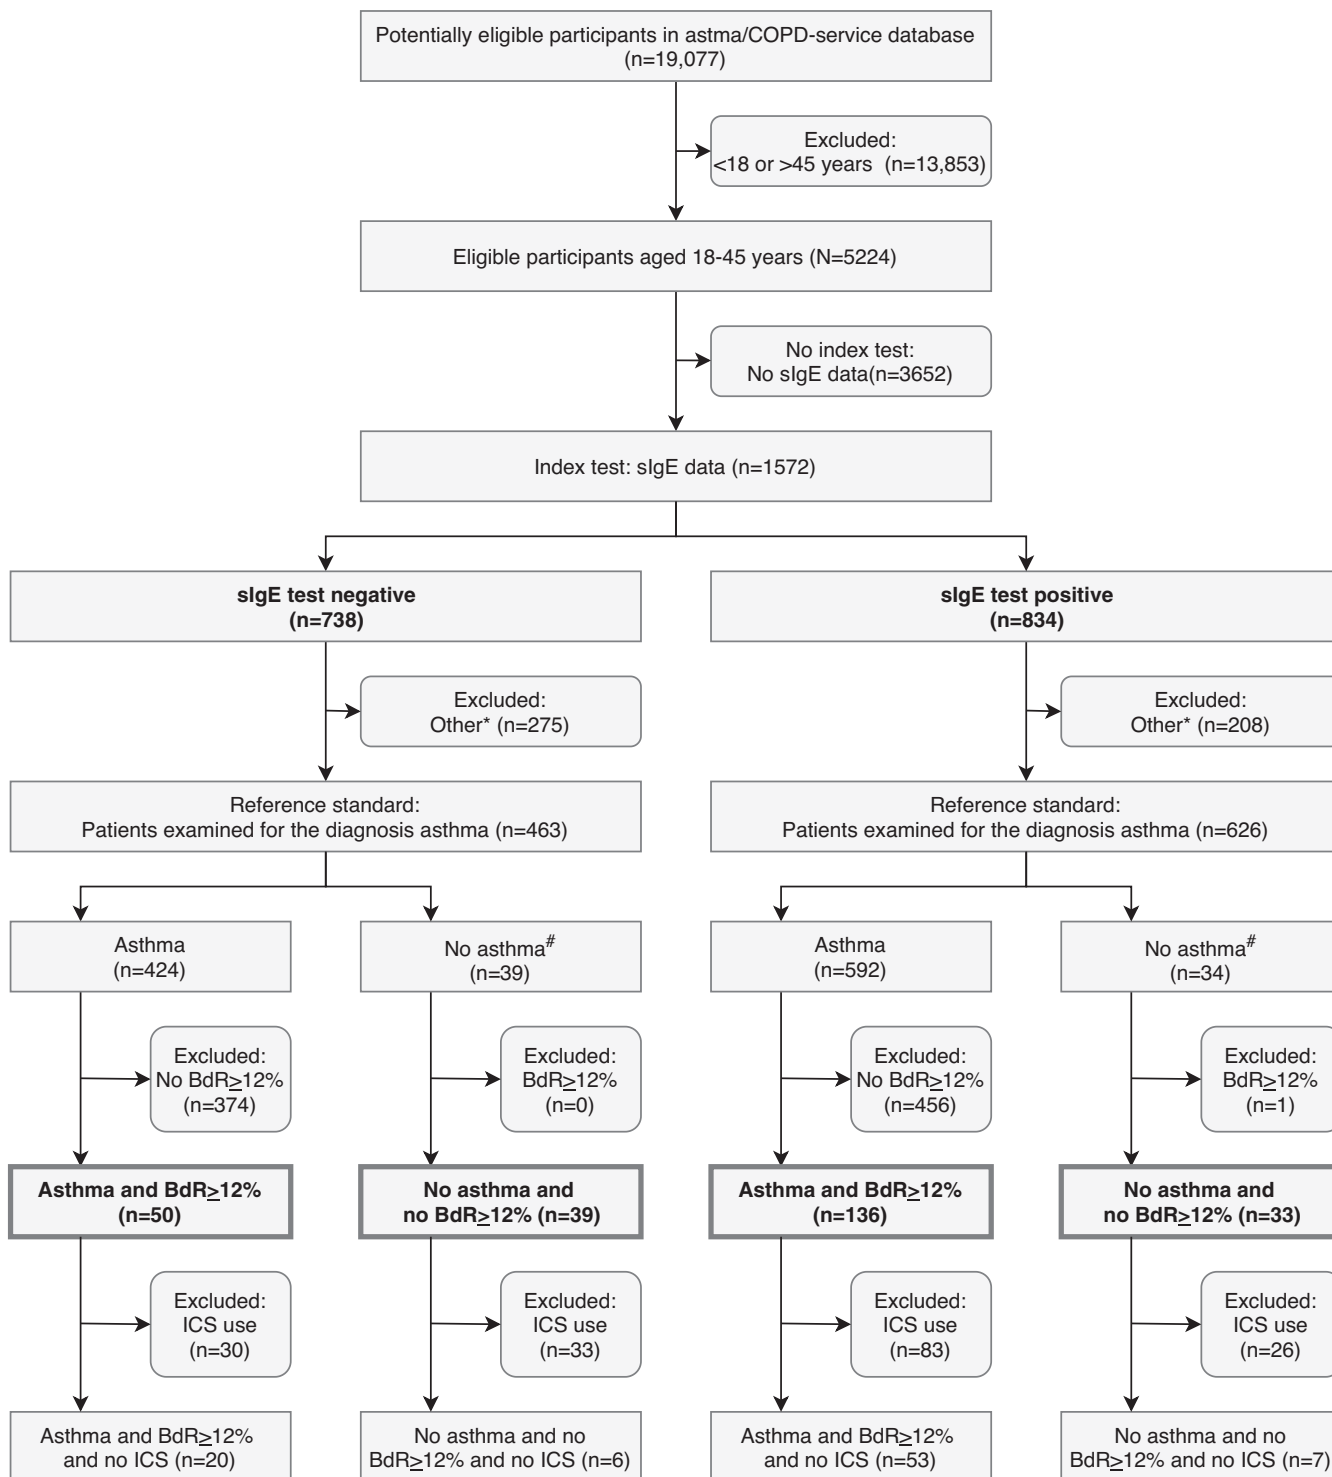 Potentially eligible participants in astma/COPD-service database
(n=19,077)
Excluded:
<18 or >45 years (n=13,853)
Eligible participants aged 18-45 years (N=5224)
No index test:
No sIgE data(n=3652)
Index test: sIgE data (n=1572)
sIgE test negative
(n=738)
sIgE test positive
(n=834)
Excluded:
Other* (n=275)
Excluded:
Other* (n=208)
Reference standard:
Patients examined for the diagnosis asthma (n=463)
Reference standard:
Patients examined for the diagnosis asthma (n=626)
Asthma
(n=424)
No asthma#
(n=39)
Asthma
(n=592)
No asthma#
(n=34)
Excluded:
No BdR≥12%
(n=374)
Excluded:
BdR≥12%
(n=0)
Excluded:
No BdR≥12%
(n=456)
Excluded:
BdR≥12%
(n=1)
Asthma and BdR≥12%
(n=50)
No asthma and
no BdR≥12% (n=39)
Asthma and BdR≥12%
(n=136)
No asthma and
no BdR≥12% (n=33)
Excluded:
ICS use
(n=30)
Excluded:
ICS use
(n=33)
Excluded:
ICS use
(n=83)
Excluded:
ICS use
(n=26)
Asthma and BdR≥12%
and no ICS (n=20)
No asthma and no
BdR≥12% and no ICS (n=6)
Asthma and BdR≥12%
and no ICS (n=53)
No asthma and no
BdR≥12% and no ICS (n=7)